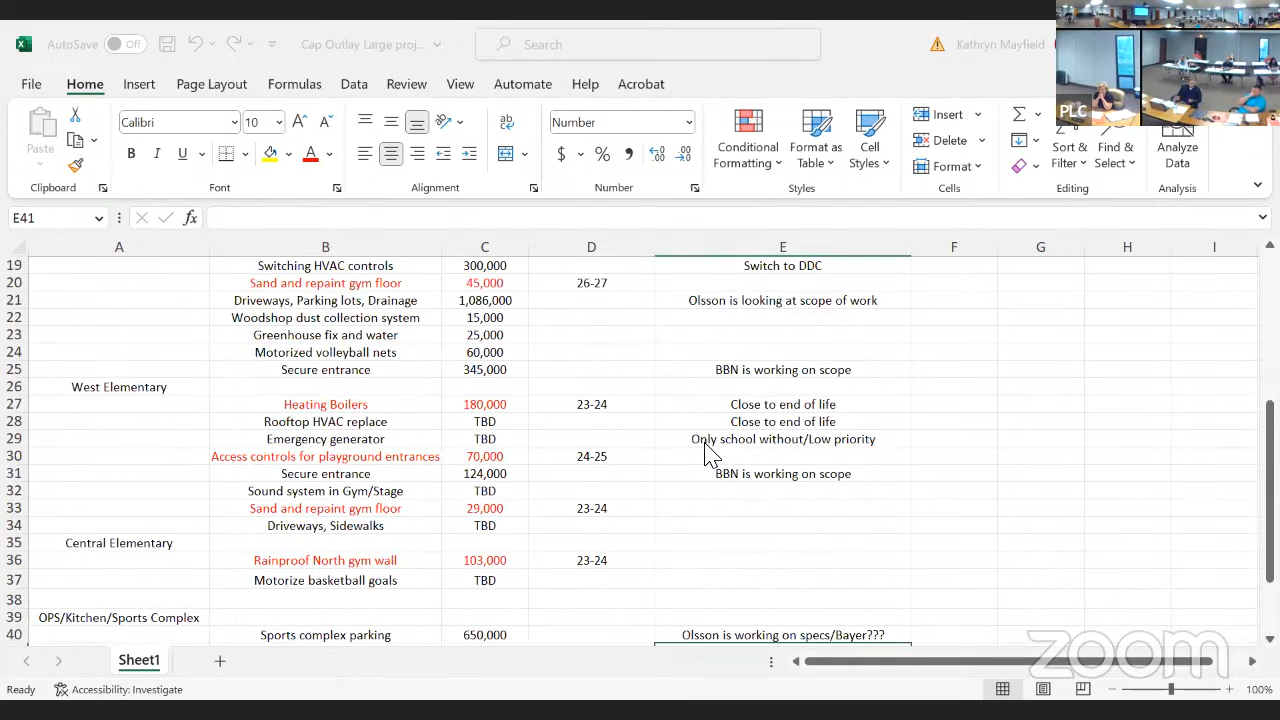 AutoSave Off Cap Outlay Large proj... Search Kathryn Mayfield
File Home Insert Page Layout Formulas Data Review View Automate Help Acrobat
PLC
Paste Calibri 10 Number Insert
B I U $ % Conditional Formatting Format as Table Cell Styles Delete Format Sort & Filter Find & Select Analyze Data
Clipboard Font Alignment Number Styles Cells Editing Analysis
E41 fx
A B C D E F G H I
19 Switching HVAC controls 300,000 Switch to DDC
20 Sand and repaint gym floor 45,000 26-27
21 Driveways, Parking lots, Drainage 1,086,000 Olsson is looking at scope of work
22 Woodshop dust collection system 15,000
23 Greenhouse fix and water 25,000
24 Motorized volleyball nets 60,000
25 Secure entrance 345,000 BBN is working on scope
26 West Elementary
27 Heating Boilers 180,000 23-24 Close to end of life
28 Rooftop HVAC replace TBD Close to end of life
29 Emergency generator TBD Only school without/Low priority
30 Access controls for playground entrances 70,000 24-25
31 Secure entrance 124,000 BBN is working on scope
32 Sound system in Gym/Stage TBD
33 Sand and repaint gym floor 29,000 23-24
34 Driveways, Sidewalks TBD
35 Central Elementary
36 Rainproof North gym wall 103,000 23-24
37 Motorize basketball goals TBD
38
39 OPS/Kitchen/Sports Complex
40 Sports complex parking 650,000 Olsson is working on specs/Bayer???
Sheet1
zoom
Ready Accessibility: Investigate 100%